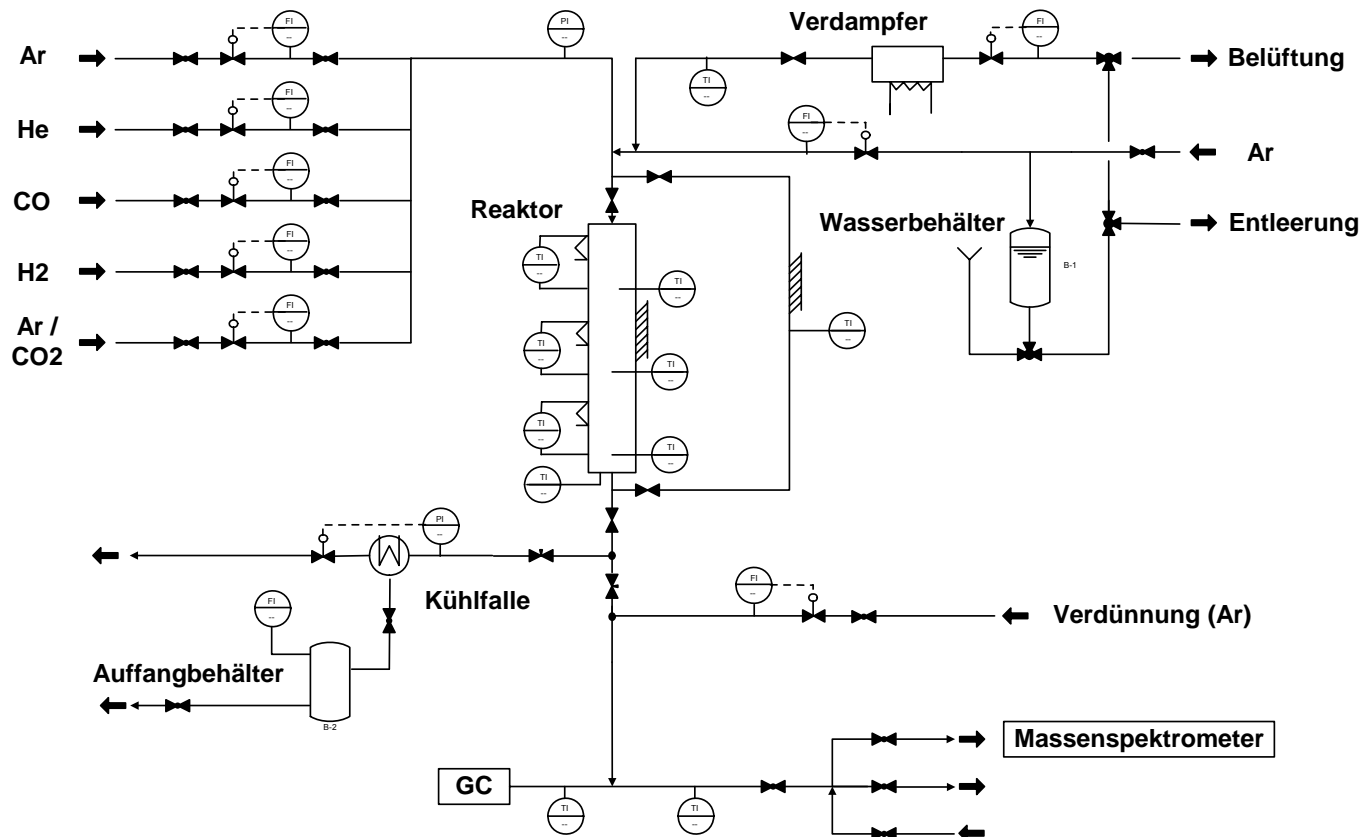 FI
--
PI
--
Verdampfer
FI
--
Ar
TI
--
Belüftung
FI
--
He
FI
--
Ar
FI
--
CO
Reaktor
Wasserbehälter
Entleerung
FI
--
H2
TI
--
B-1
TI
--
FI
--
Ar /
CO2
TI
--
TI
--
TI
--
TI
--
TI
--
TI
--
PI
--
Kühlfalle
FI
--
FI
--
Verdünnung (Ar)
Auffangbehälter
B-2
Massenspektrometer
GC
TI
--
TI
--